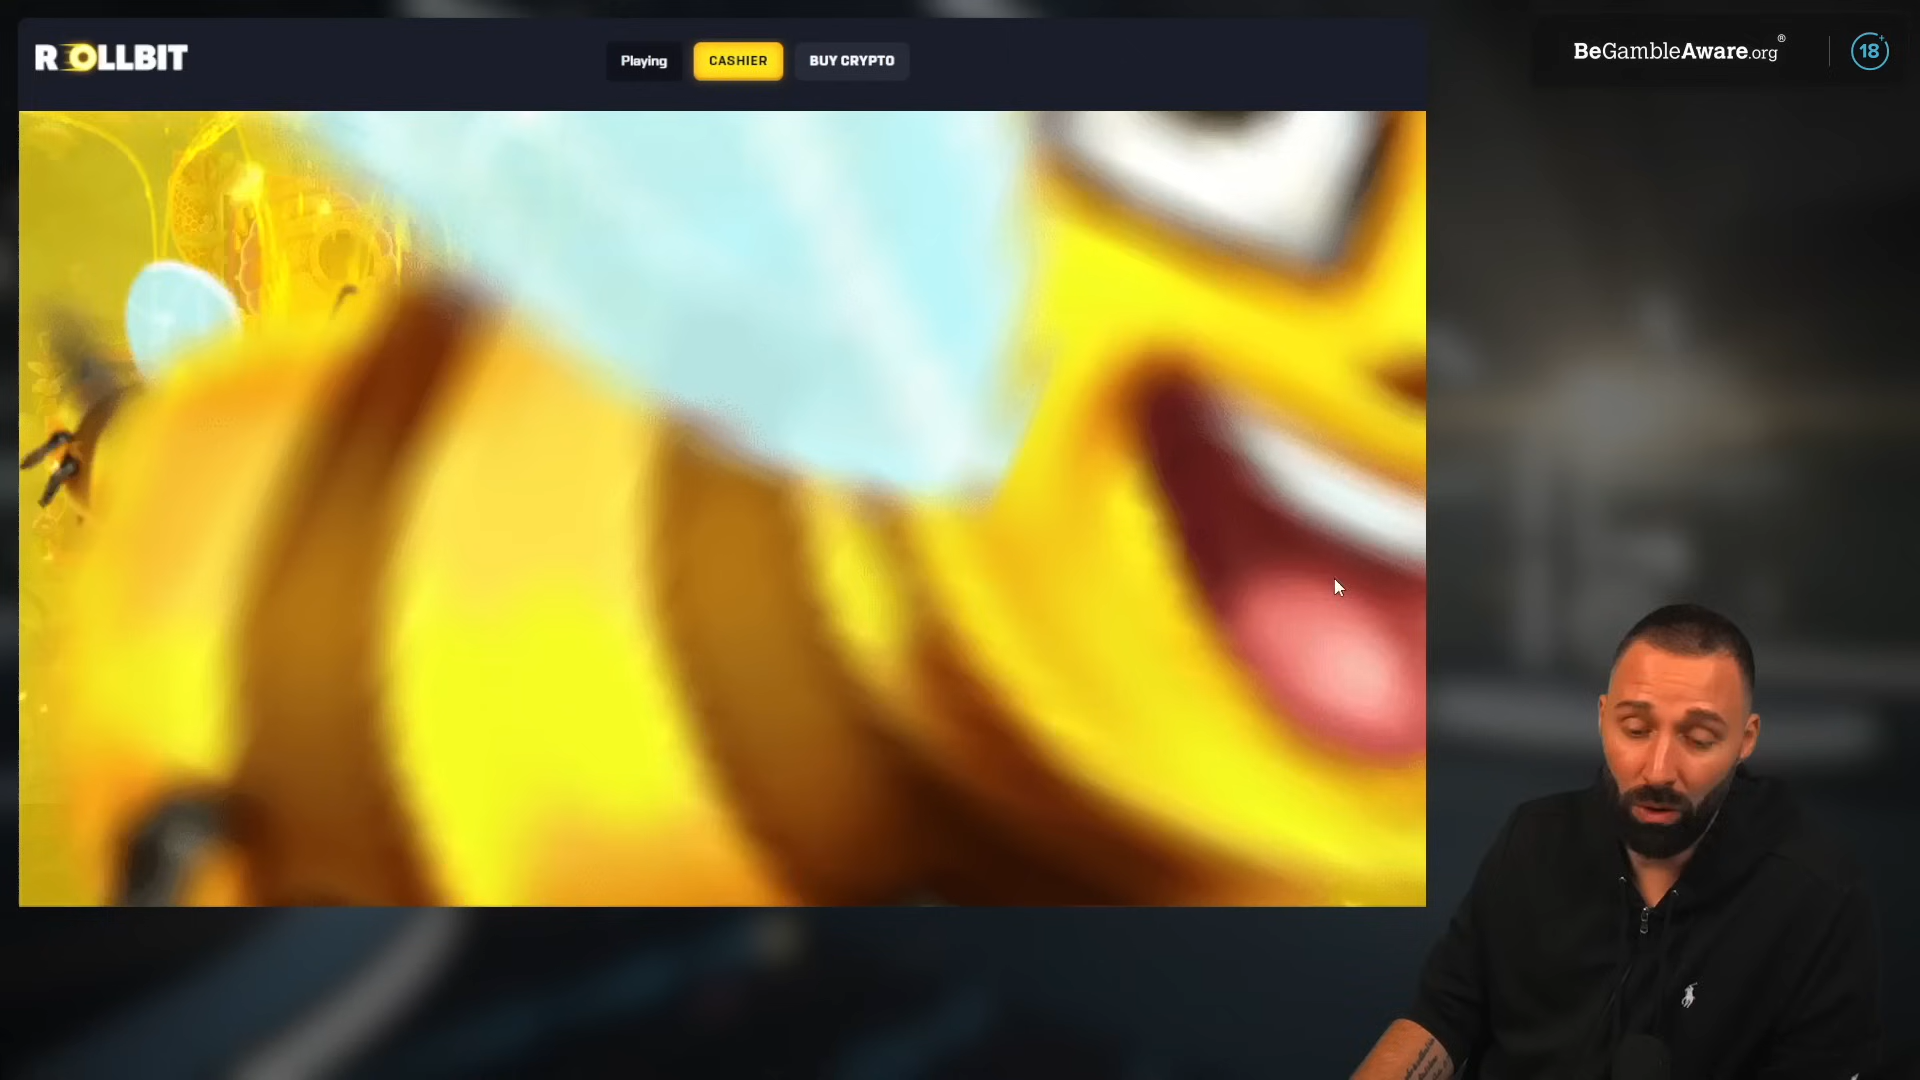 ROLLBIT
Playing
CASHIER
BUY CRYPTO
BeGambleAware.org®
18+